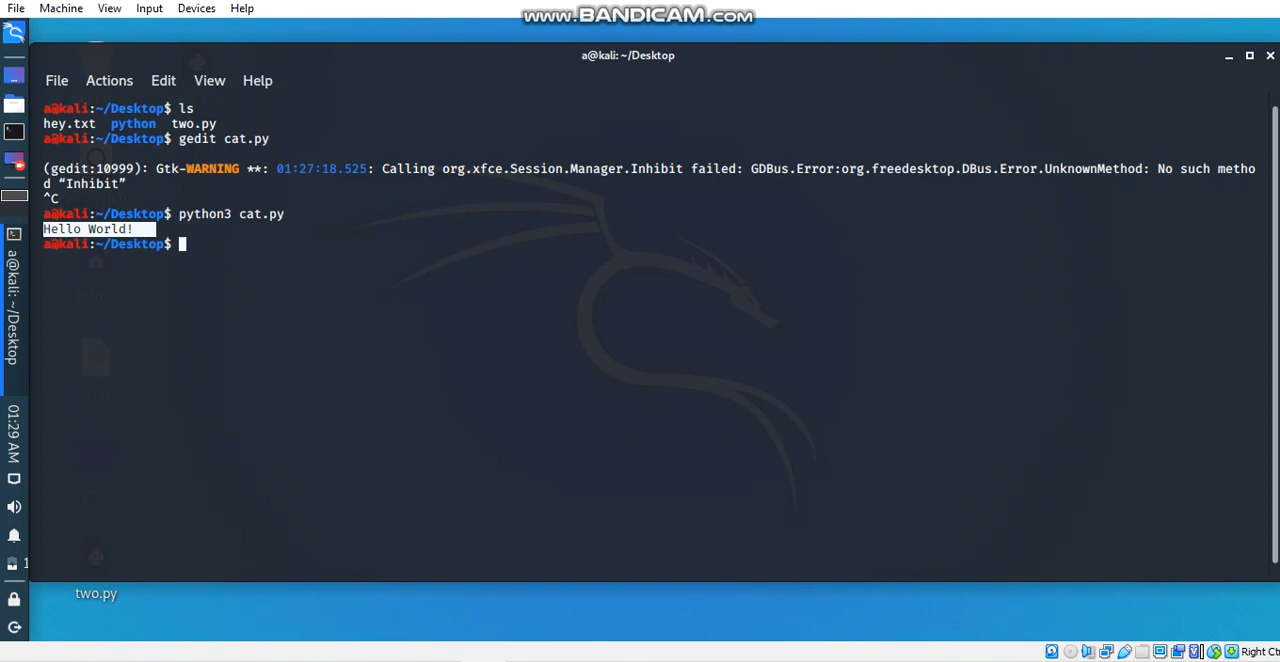 File Machine View Input Devices Help
www.BANDICAM.com
a@kali: ~/Desktop
File Actions Edit View Help
a@kali:~/Desktop$ ls
hey.txt python two.py
a@kali:~/Desktop$ gedit cat.py
(gedit:10999): Gtk-WARNING **: 01:27:18.525: Calling org.xfce.Session.Manager.Inhibit failed: GDBus.Error:org.freedesktop.DBus.Error.UnknownMethod: No such metho
d “Inhibit”
^C
a@kali:~/Desktop$ python3 cat.py
Hello World!
a@kali:~/Desktop$
a@kali: ~/Desktop
01:29 AM
1
two.py
Right Ct